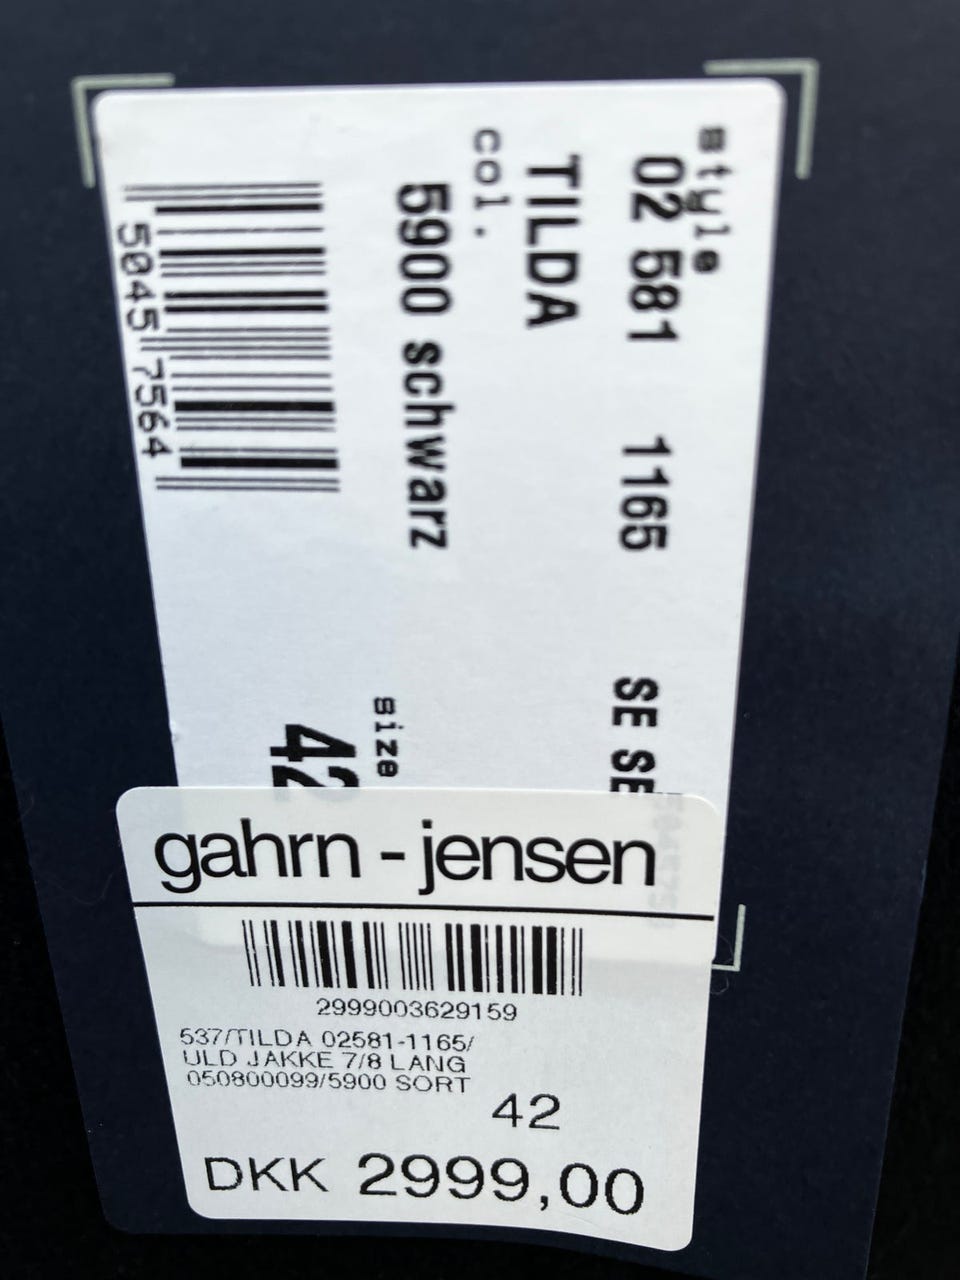 style
02 581 1165 SE SE
TILDA
col.
5900 schwarz
size
42
5045 7564
gahrn - jensen
2999003629159
537/TILDA 02581-1165/
ULD JAKKE 7/8 LANG
050800099/5900 SORT
42
DKK 2999,00